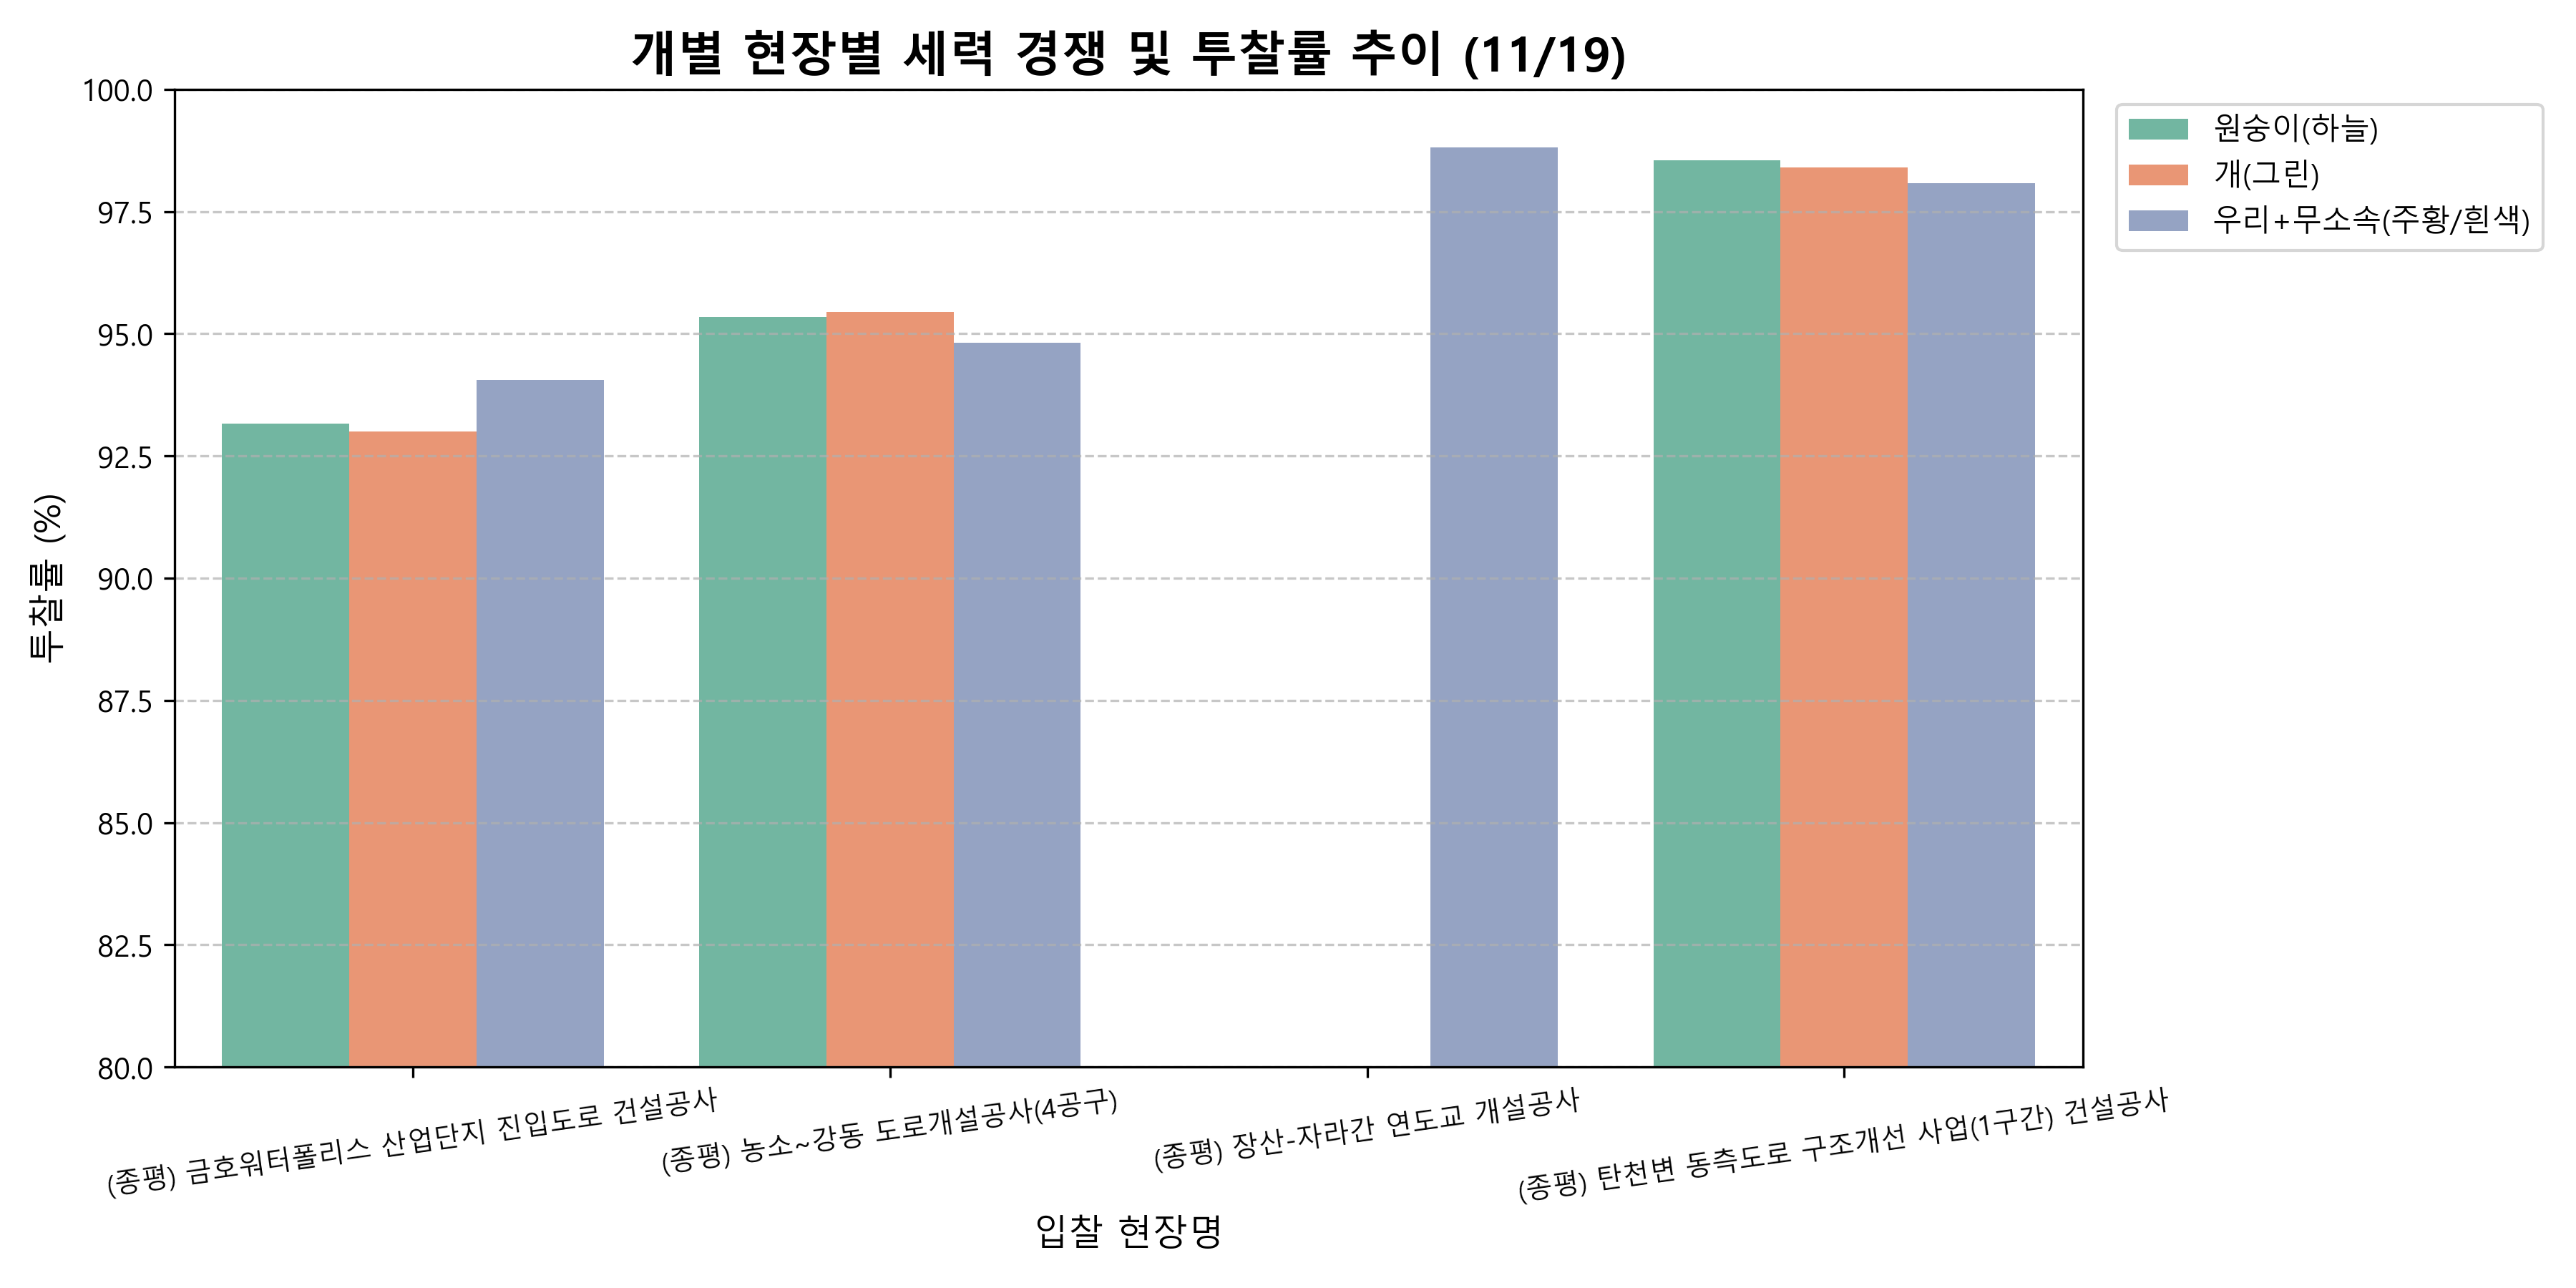 개별 현장별 세력 경쟁 및 투찰률 추이 (11/19)
100.0
97.5
95.0
92.5
90.0
87.5
85.0
82.5
80.0
투찰률 (%)
원숭이(하늘)
개(그린)
우리+무소속(주황/흰색)
(종평) 금호워터폴리스 산업단지 진입도로 건설공사
(종평) 농소~강동 도로개설공사(4공구)
(종평) 장산-자라간 연도교 개설공사
(종평) 탄천변 동측도로 구조개선 사업(1구간) 건설공사
입찰 현장명